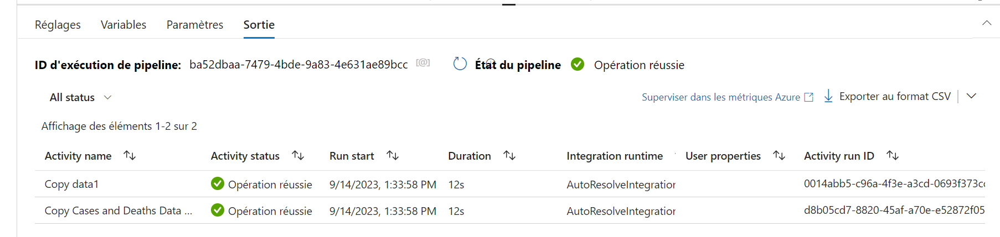 Réglages Variables Paramètres Sortie
ID d'exécution de pipeline: ba52dbaa-7479-4bde-9a83-4e631ae89bcc [@] État du pipeline Opération réussie
All status Superviser dans les métriques Azure Exporter au format CSV
Affichage des éléments 1-2 sur 2
Activity name Activity status Run start Duration Integration runtime User properties Activity run ID
Copy data1 Opération réussie 9/14/2023, 1:33:58 PM 12s AutoResolveIntegration 0014abb5-c96a-4f3e-a3cd-0693f373c
Copy Cases and Deaths Data ... Opération réussie 9/14/2023, 1:33:58 PM 12s AutoResolveIntegration d8b05cd7-8820-45af-a70e-e52872f05